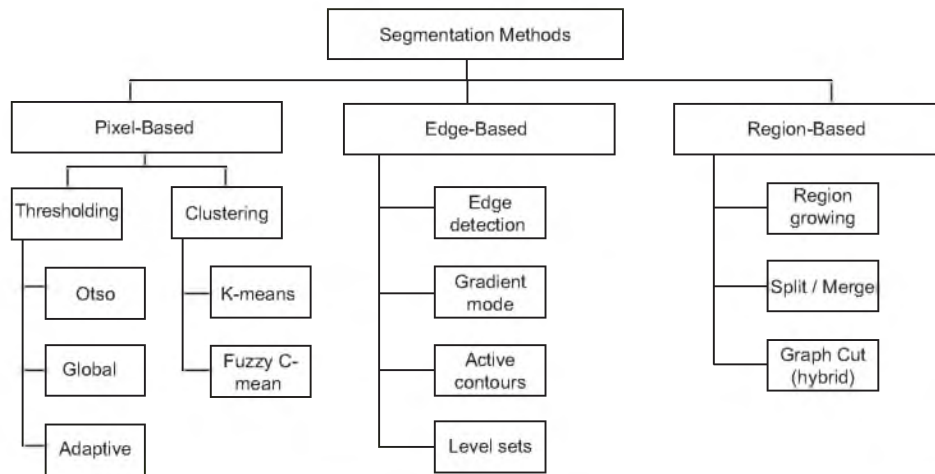 Segmentation Methods
Pixel-Based
Edge-Based
Region-Based
Thresholding
Clustering
Otso
Global
Adaptive
K-means
Fuzzy C-
mean
Edge
detection
Gradient
mode
Active
contours
Level sets
Region
growing
Split / Merge
Graph Cut
(hybrid)